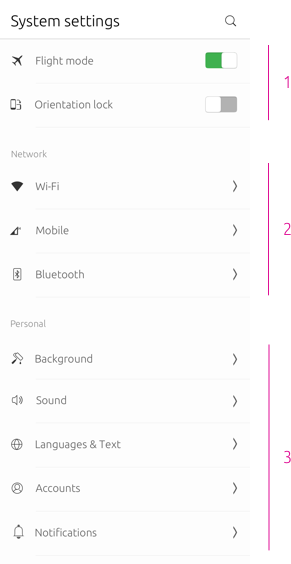 System settings
Flight mode
1
Orientation lock
Network
Wi-Fi
Mobile
2
Bluetooth
Personal
Background
Sound
Languages & Text
3
Accounts
Notifications